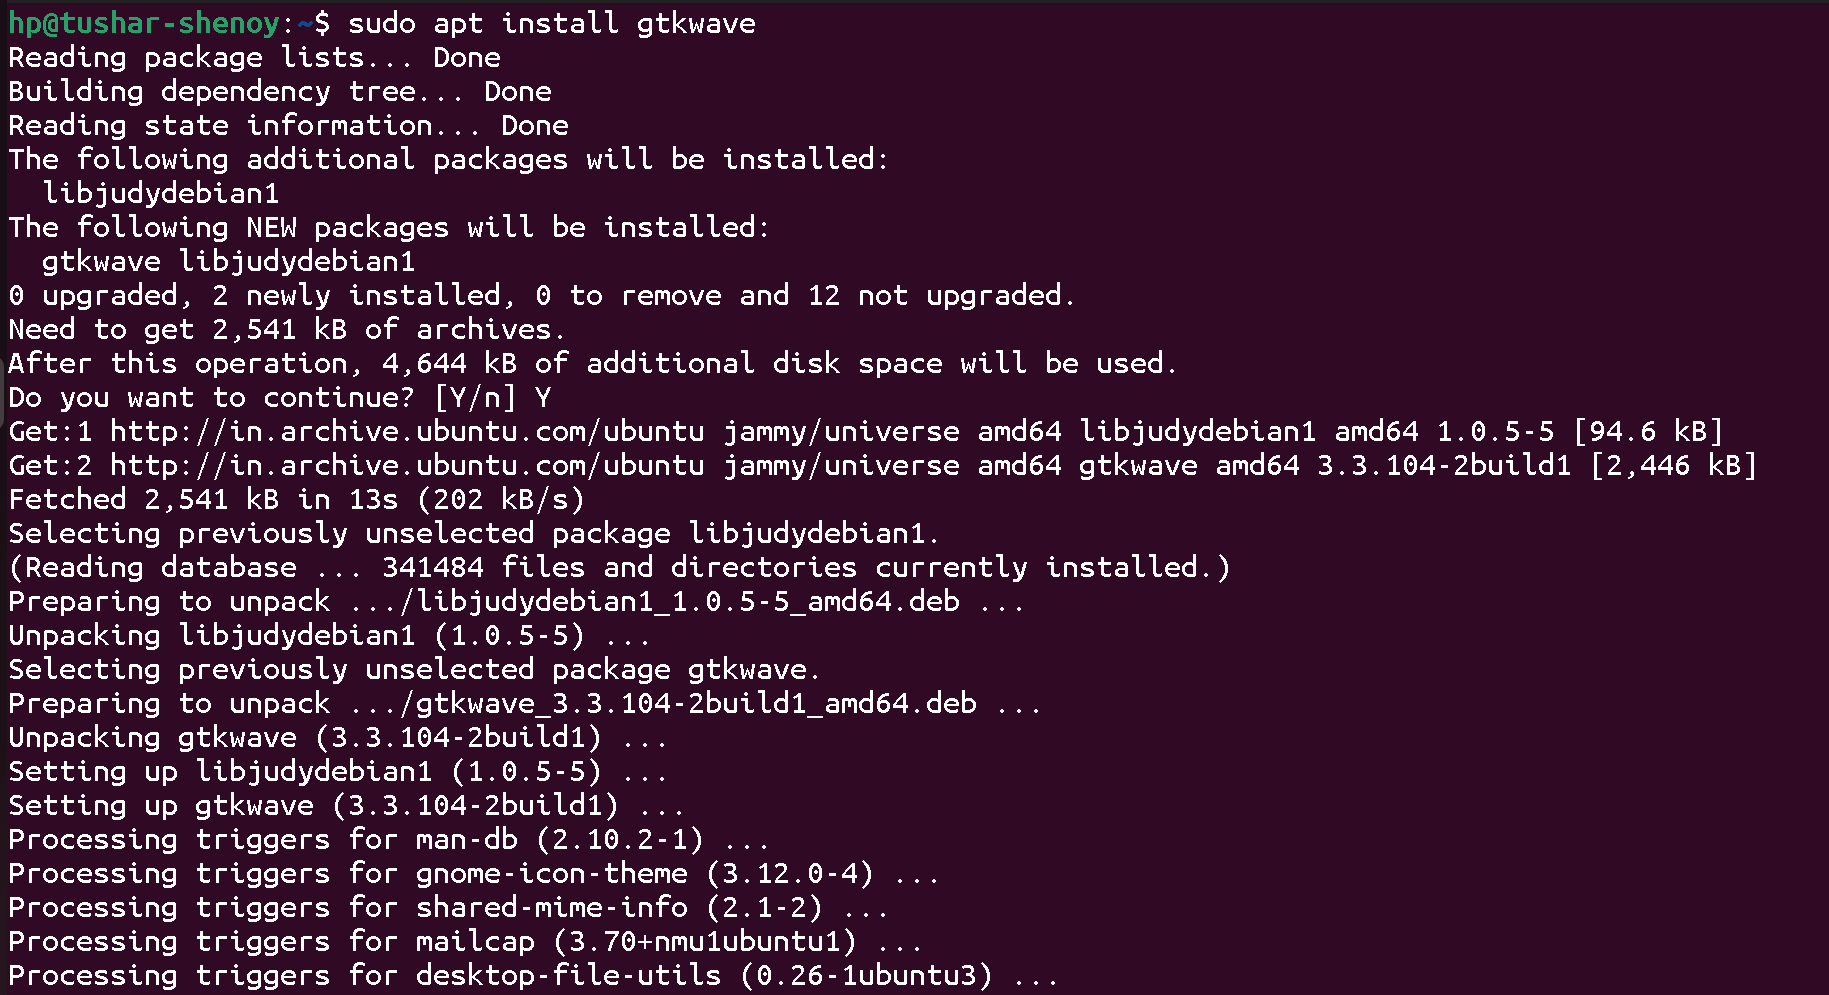 hp@tushar-shenoy:~$ sudo apt install gtkwave
Reading package lists... Done
Building dependency tree... Done
Reading state information... Done
The following additional packages will be installed:
  libjudydebian1
The following NEW packages will be installed:
  gtkwave libjudydebian1
0 upgraded, 2 newly installed, 0 to remove and 12 not upgraded.
Need to get 2,541 kB of archives.
After this operation, 4,644 kB of additional disk space will be used.
Do you want to continue? [Y/n] Y
Get:1 http://in.archive.ubuntu.com/ubuntu jammy/universe amd64 libjudydebian1 amd64 1.0.5-5 [94.6 kB]
Get:2 http://in.archive.ubuntu.com/ubuntu jammy/universe amd64 gtkwave amd64 3.3.104-2build1 [2,446 kB]
Fetched 2,541 kB in 13s (202 kB/s)
Selecting previously unselected package libjudydebian1.
(Reading database ... 341484 files and directories currently installed.)
Preparing to unpack .../libjudydebian1_1.0.5-5_amd64.deb ...
Unpacking libjudydebian1 (1.0.5-5) ...
Selecting previously unselected package gtkwave.
Preparing to unpack .../gtkwave_3.3.104-2build1_amd64.deb ...
Unpacking gtkwave (3.3.104-2build1) ...
Setting up libjudydebian1 (1.0.5-5) ...
Setting up gtkwave (3.3.104-2build1) ...
Processing triggers for man-db (2.10.2-1) ...
Processing triggers for gnome-icon-theme (3.12.0-4) ...
Processing triggers for shared-mime-info (2.1-2) ...
Processing triggers for mailcap (3.70+nmu1ubuntu1) ...
Processing triggers for desktop-file-utils (0.26-1ubuntu3) ...